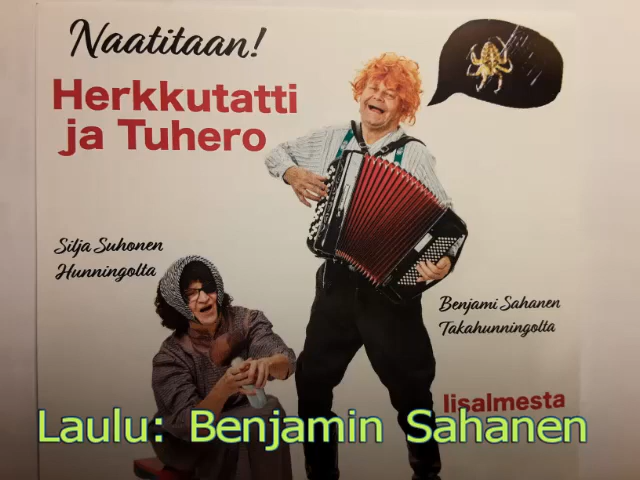 Naatitaan!
Herkkutatti
ja Tuhero
Silja Suhonen
Hunningolta
Benjami Sahanen
Takahunningolta
Iisalmesta
Laulu: Benjamin Sahanen